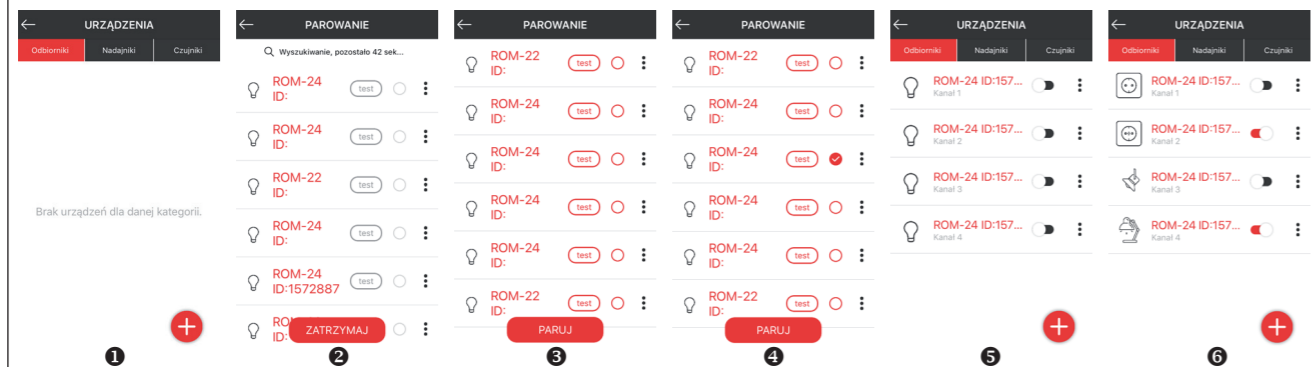 URZĄDZENIA
Odbiorniki Nadajniki Czujniki
Brak urządzeń dla danej kategorii.
+
❶
PAROWANIE
Wyszukiwanie, pozostało 42 sek...
ROM-24
ID:
test
ROM-24
ID:
test
ROM-22
ID:
test
ROM-24
ID:
test
ROM-24
ID:1572887
test
ID:
ZATRZYMAJ
❷
PAROWANIE
ROM-22
ID:
test
ROM-24
ID:
test
ROM-24
ID:
test
ROM-24
ID:
test
ROM-24
ID:
test
ROM-22
ID:
test
PARUJ
❸
PAROWANIE
ROM-22
ID:
test
ROM-24
ID:
test
ROM-24
ID:
test
ROM-24
ID:
test
ROM-24
ID:
test
ROM-22
ID:
test
PARUJ
❹
URZĄDZENIA
Odbiorniki Nadajniki Czujniki
ROM-24 ID:157...
Kanał 1
ROM-24 ID:157...
Kanał 2
ROM-24 ID:157...
Kanał 3
ROM-24 ID:157...
Kanał 4
+
❺
URZĄDZENIA
Odbiorniki Nadajniki Czujniki
ROM-24 ID:157...
Kanał 1
ROM-24 ID:157...
Kanał 2
ROM-24 ID:157...
Kanał 3
ROM-24 ID:157...
Kanał 4
+
❻